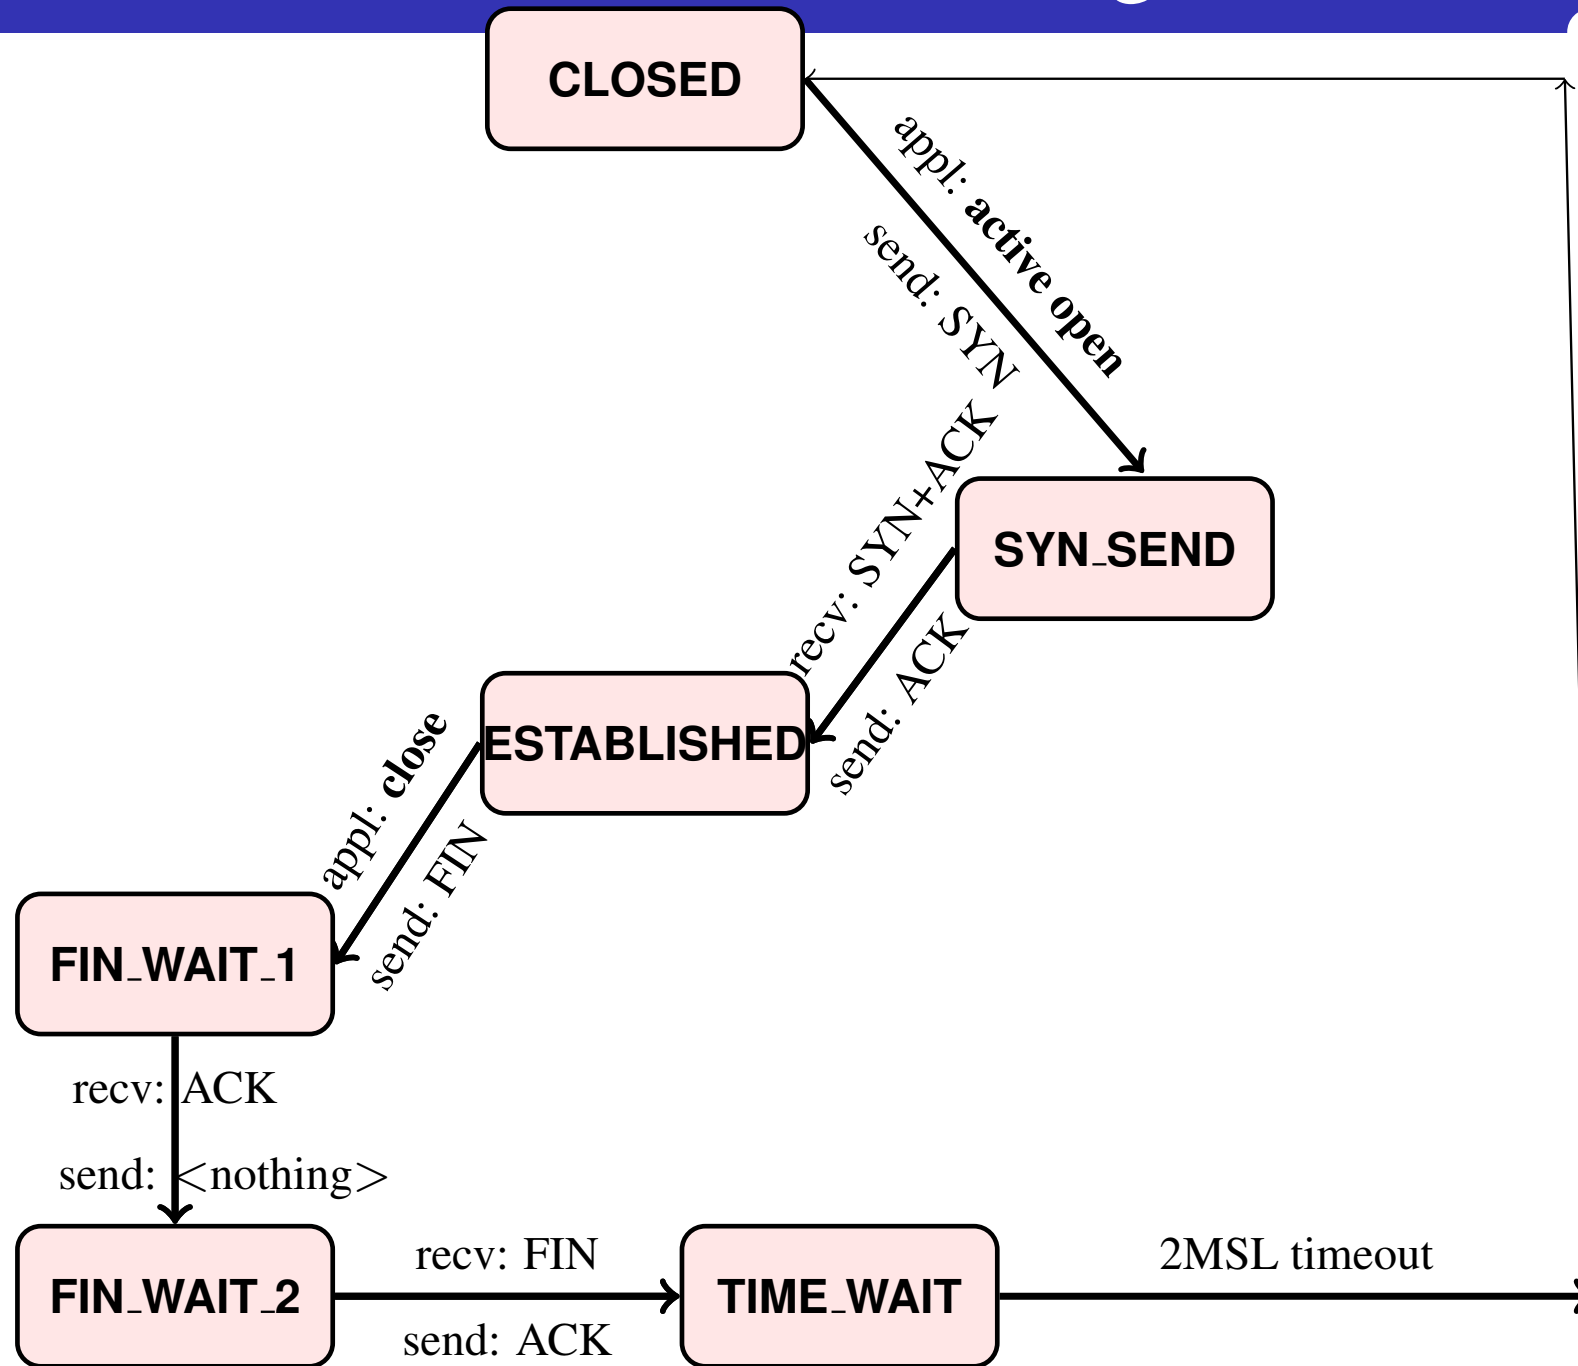 CLOSED
appl: active open
send: SYN
recv: SYN+ACK
SYN_SEND
send: ACK
ESTABLISHED
appl: close
send: FIN
FIN_WAIT_1
recv: ACK
send: <nothing>
FIN_WAIT_2
recv: FIN
send: ACK
TIME_WAIT
2MSL timeout